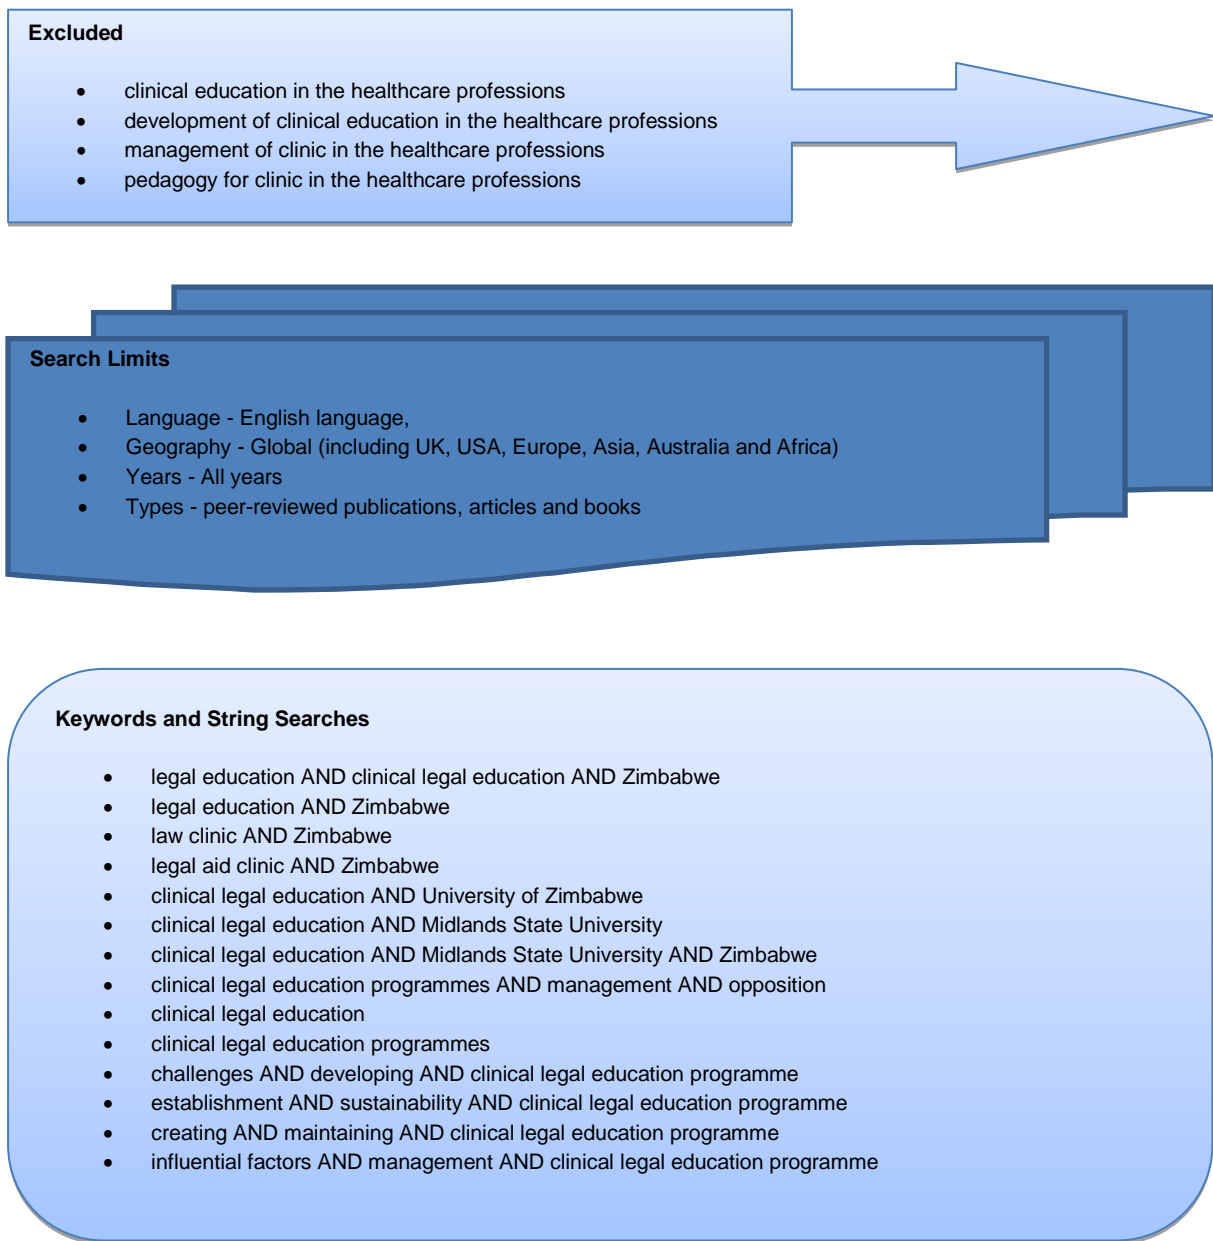 Excluded
• clinical education in the healthcare professions
• development of clinical education in the healthcare professions
• management of clinic in the healthcare professions
• pedagogy for clinic in the healthcare professions
Search Limits
• Language - English language,
• Geography - Global (including UK, USA, Europe, Asia, Australia and Africa)
• Years - All years
• Types - peer-reviewed publications, articles and books
Keywords and String Searches
• legal education AND clinical legal education AND Zimbabwe
• legal education AND Zimbabwe
• law clinic AND Zimbabwe
• legal aid clinic AND Zimbabwe
• clinical legal education AND University of Zimbabwe
• clinical legal education AND Midlands State University
• clinical legal education AND Midlands State University AND Zimbabwe
• clinical legal education programmes AND management AND opposition
• clinical legal education
• clinical legal education programmes
• challenges AND developing AND clinical legal education programme
• establishment AND sustainability AND clinical legal education programme
• creating AND maintaining AND clinical legal education programme
• influential factors AND management AND clinical legal education programme